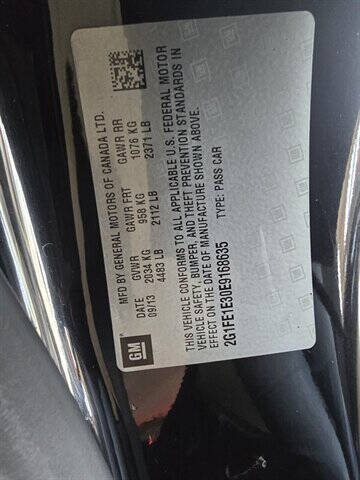 GM
MFD BY GENERAL MOTORS OF CANADA LTD.
DATE GVWR GAWR FRT GAWR RR
09/13 2034 KG 958 KG 1076 KG
4483 LB 2112 LB 2371 LB
THIS VEHICLE CONFORMS TO ALL APPLICABLE U.S. FEDERAL MOTOR
VEHICLE SAFETY, BUMPER, AND THEFT PREVENTION STANDARDS IN
EFFECT ON THE DATE OF MANUFACTURE SHOWN ABOVE.
2G1FE1E30E9168635 TYPE: PASS CAR